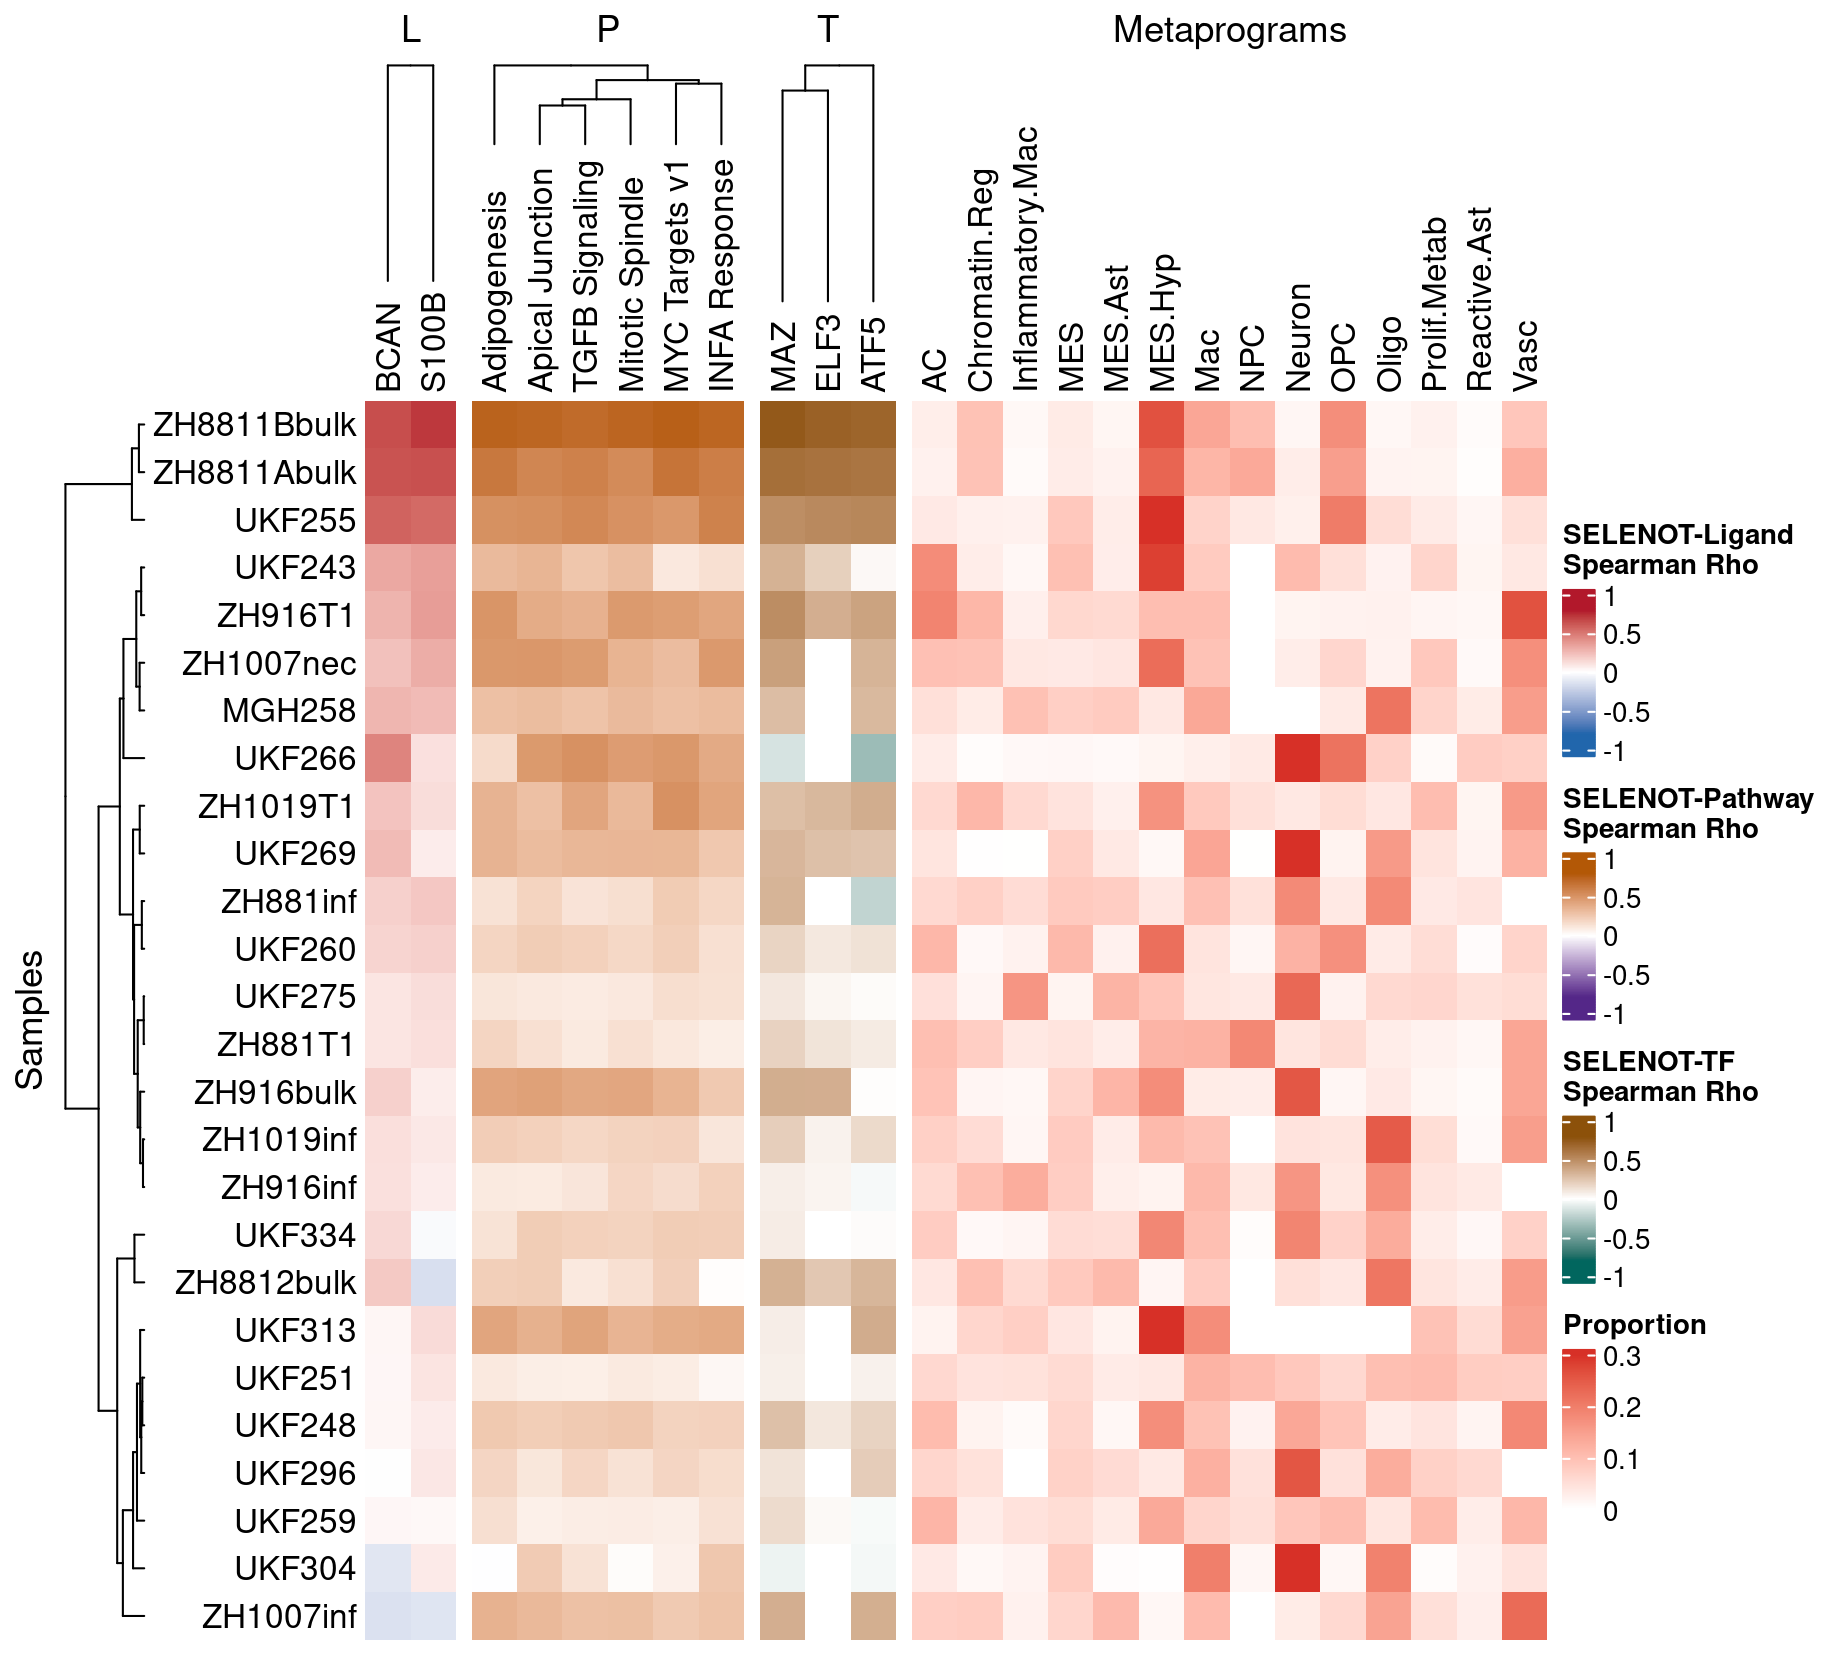 L P T Metaprograms
BCAN
S100B
Adipogenesis
Apical Junction
TGFB Signaling
Mitotic Spindle
MYC Targets v1
INFA Response
MAZ
ELF3
ATF5
AC
Chromatin.Reg
Inflammatory.Mac
MES
MES.Ast
MES.Hyp
Mac
NPC
Neuron
OPC
Oligo
Prolif.Metab
Reactive.Ast
Vasc
Samples
ZH8811Bbulk
ZH8811Abulk
UKF255
UKF243
ZH916T1
ZH1007nec
MGH258
UKF266
ZH1019T1
UKF269
ZH881inf
UKF260
UKF275
ZH881T1
ZH916bulk
ZH1019inf
ZH916inf
UKF334
ZH8812bulk
UKF313
UKF251
UKF248
UKF296
UKF259
UKF304
ZH1007inf
SELENOT-Ligand
Spearman Rho
1
0.5
0
-0.5
-1
SELENOT-Pathway
Spearman Rho
1
0.5
0
-0.5
-1
SELENOT-TF
Spearman Rho
1
0.5
0
-0.5
-1
Proportion
0.3
0.2
0.1
0